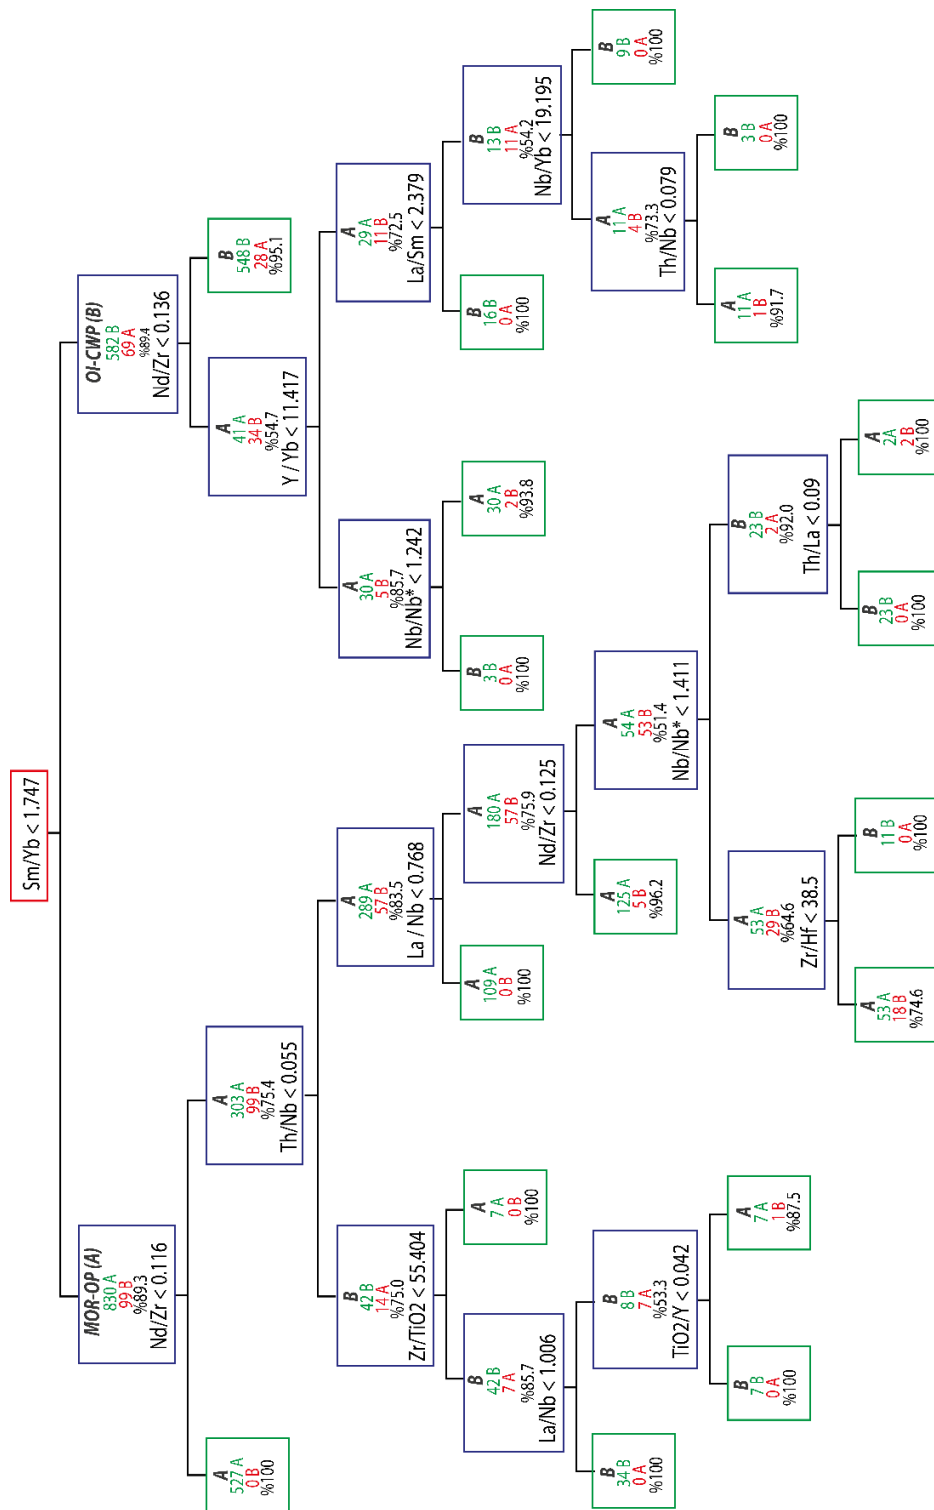 Sm/Yb < 1.747
MOR-OP (A)
830 A
99 B
%89.3
Nd/Zr < 0.116
OI-CWP (B)
582 B
69 A
%89.4
Nd/Zr < 0.136
A
527 A
0 B
%100
A
303 A
99 B
%75.4
Th/Nb < 0.055
A
41 A
34 B
%54.7
Y / Yb < 11.417
B
548 B
28 A
%95.1
B
42 B
14 A
%75.0
Zr/TiO2 < 55.404
A
289 A
57 B
%83.5
La / Nb < 0.768
A
30 A
5 B
%85.7
Nb/Nb* < 1.242
A
29 A
11 B
%72.5
La/Sm < 2.379
B
42 B
7 A
%85.7
La/Nb < 1.006
A
7 A
0 B
%100
A
109 A
0 B
%100
A
180 A
57 B
%75.9
Nd/Zr < 0.125
B
3 B
0 A
%100
A
30 A
2 B
%93.8
B
16 B
0 A
%100
B
13 B
11 A
%54.2
Nb/Yb < 19.195
B
34 B
0 A
%100
B
8 B
7 A
%53.3
TiO2/Y < 0.042
A
125 A
5 B
%96.2
A
54 A
53 B
%51.4
Nb/Nb* < 1.411
A
11 A
4 B
%73.3
Th/Nb < 0.079
B
9 B
0 A
%100
B
7 B
0 A
%100
A
7 A
1 B
%87.5
A
53 A
29 B
%64.6
Zr/Hf < 38.5
B
23 B
2 A
%92.0
Th/La < 0.09
A
11 A
1 B
%91.7
B
3 B
0 A
%100
A
53 A
18 B
%74.6
B
11 B
0 A
%100
B
23 B
0 A
%100
A
2A
2 B
%100